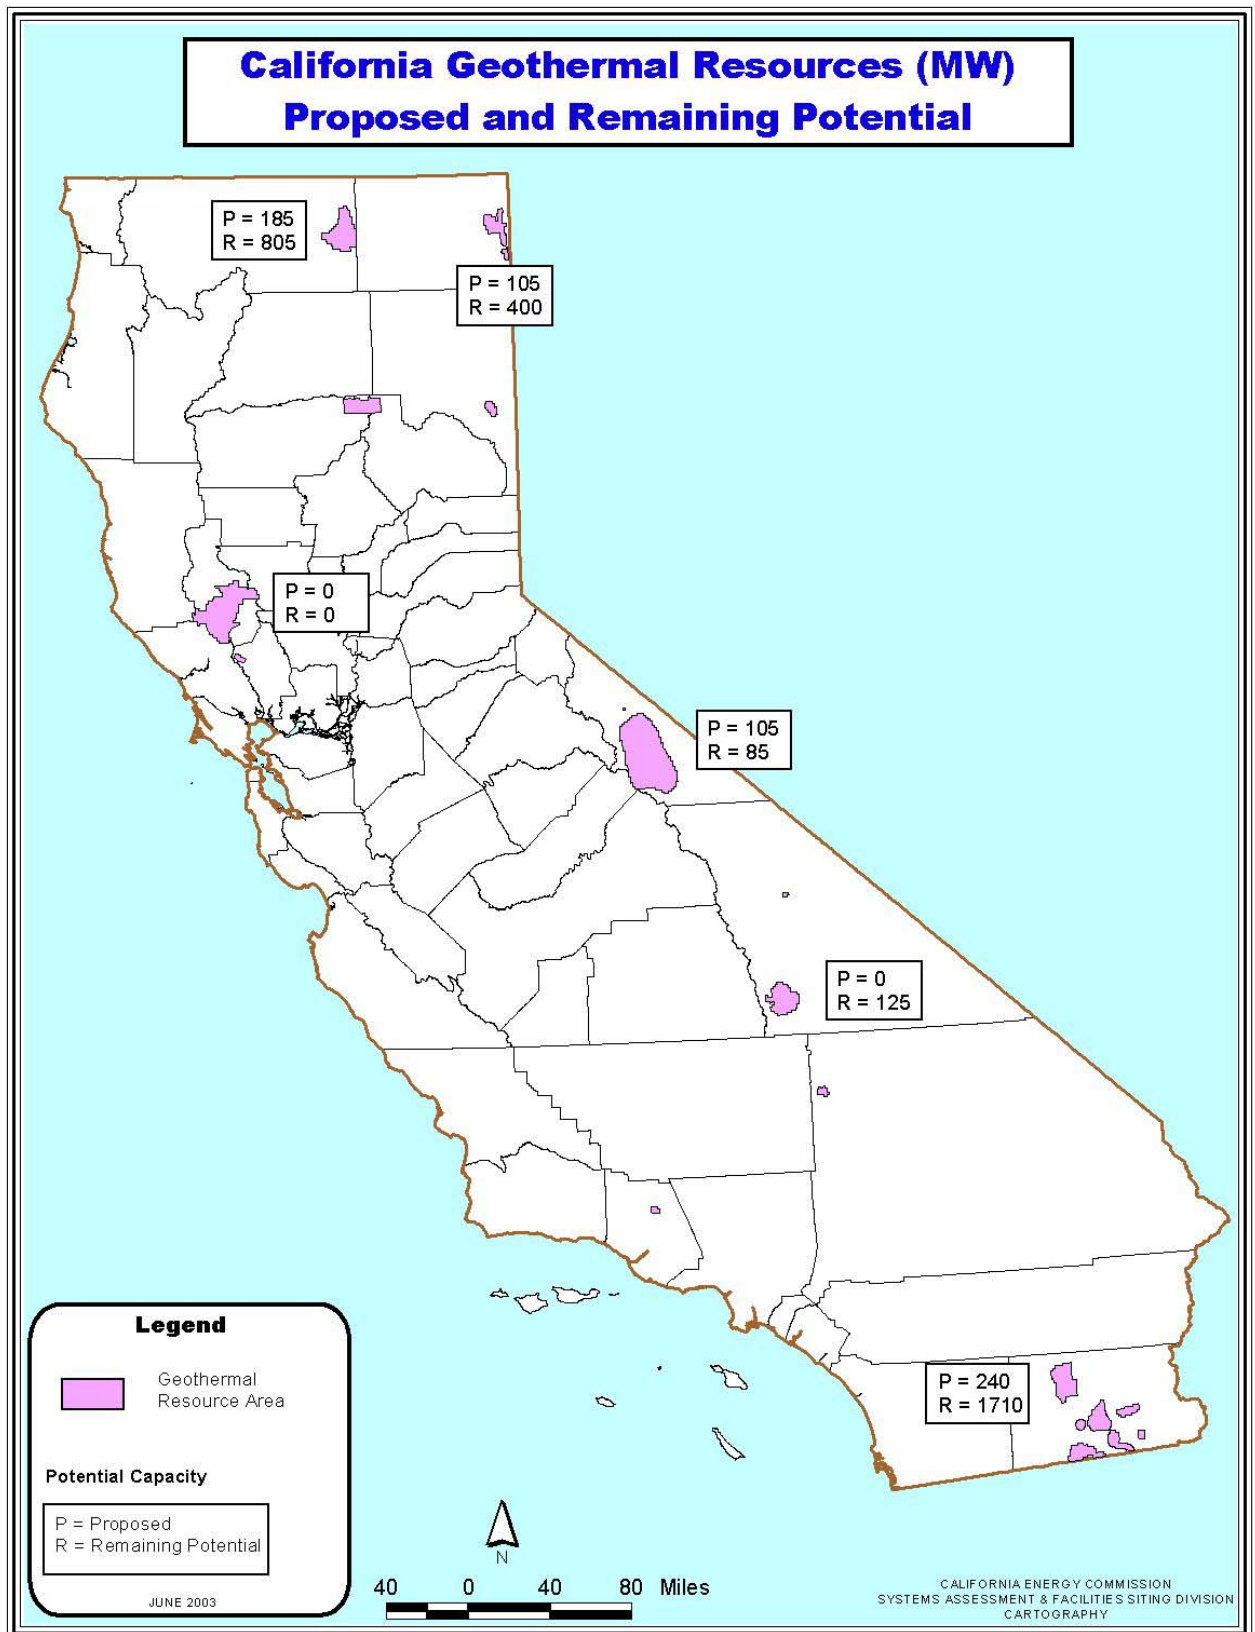 California Geothermal Resources (MW)
Proposed and Remaining Potential
P = 185
R = 805
P = 105
R = 400
P = 0
R = 0
P = 105
R = 85
P = 0
R = 125
P = 240
R = 1710
Legend
Geothermal
Resource Area
Potential Capacity
P = Proposed
R = Remaining Potential
JUNE 2003
N
40 0 40 80 Miles
CALIFORNIA ENERGY COMMISSION
SYSTEMS ASSESSMENT & FACILITIES SITING DIVISION
CARTOGRAPHY